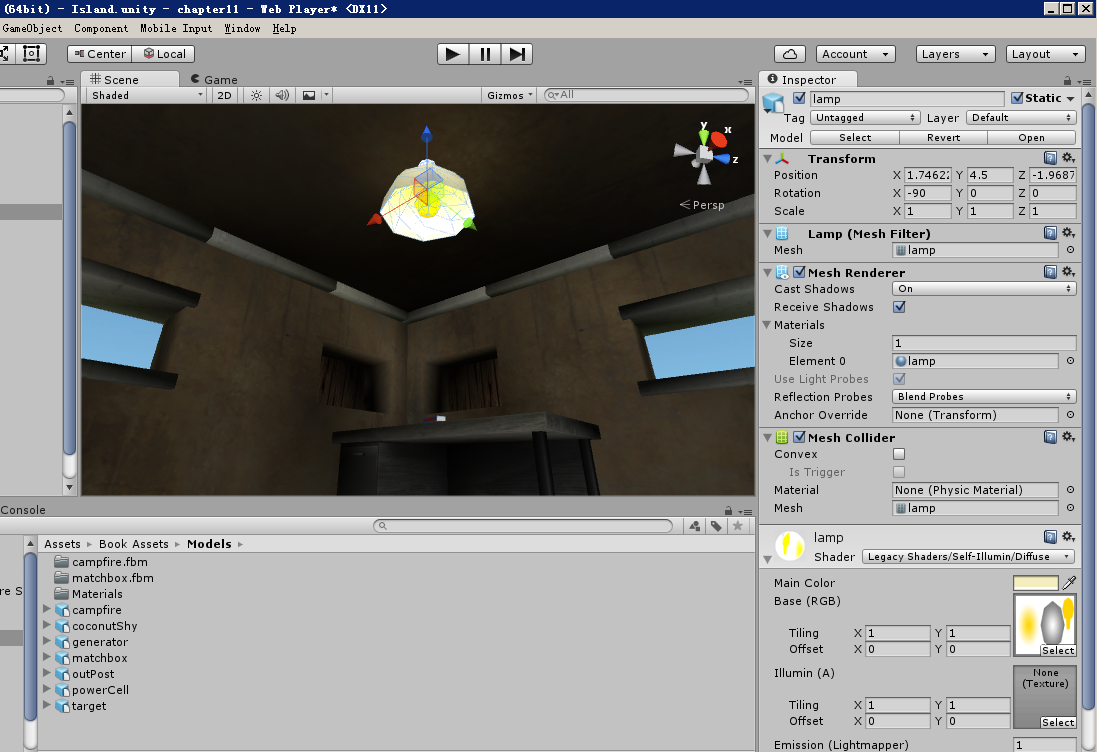 (64bit) - Island.unity - chapter11 - Web Player* <DX11>
GameObject Component Mobile Input Window Help
Center Local Account Layers Layout
Scene Game
Shaded 2D Gizmos All
y x z
Persp
Inspector
lamp Static
Tag Untagged Layer Default
Model Select Revert Open
Transform
Position X 1.74622 Y 4.5 Z -1.9687
Rotation X -90 Y 0 Z 0
Scale X 1 Y 1 Z 1
Lamp (Mesh Filter)
Mesh lamp
Mesh Renderer
Cast Shadows On
Receive Shadows
Materials
Size 1
Element 0 lamp
Use Light Probes
Reflection Probes Blend Probes
Anchor Override None (Transform)
Mesh Collider
Convex
Is Trigger
Material None (Physic Material)
Mesh lamp
lamp
Shader Legacy Shaders/Self-Illumin/Diffuse
Main Color
Base (RGB)
Tiling X 1 Y 1
Offset X 0 Y 0
Select
Illumin (A)
None
(Texture)
Tiling X 1 Y 1
Offset X 0 Y 0
Select
Emission (Lightmapper) 1
Console
Assets Book Assets Models
campfire.fbm
matchbox.fbm
Materials
campfire
coconutShy
generator
matchbox
outPost
powerCell
target
re S